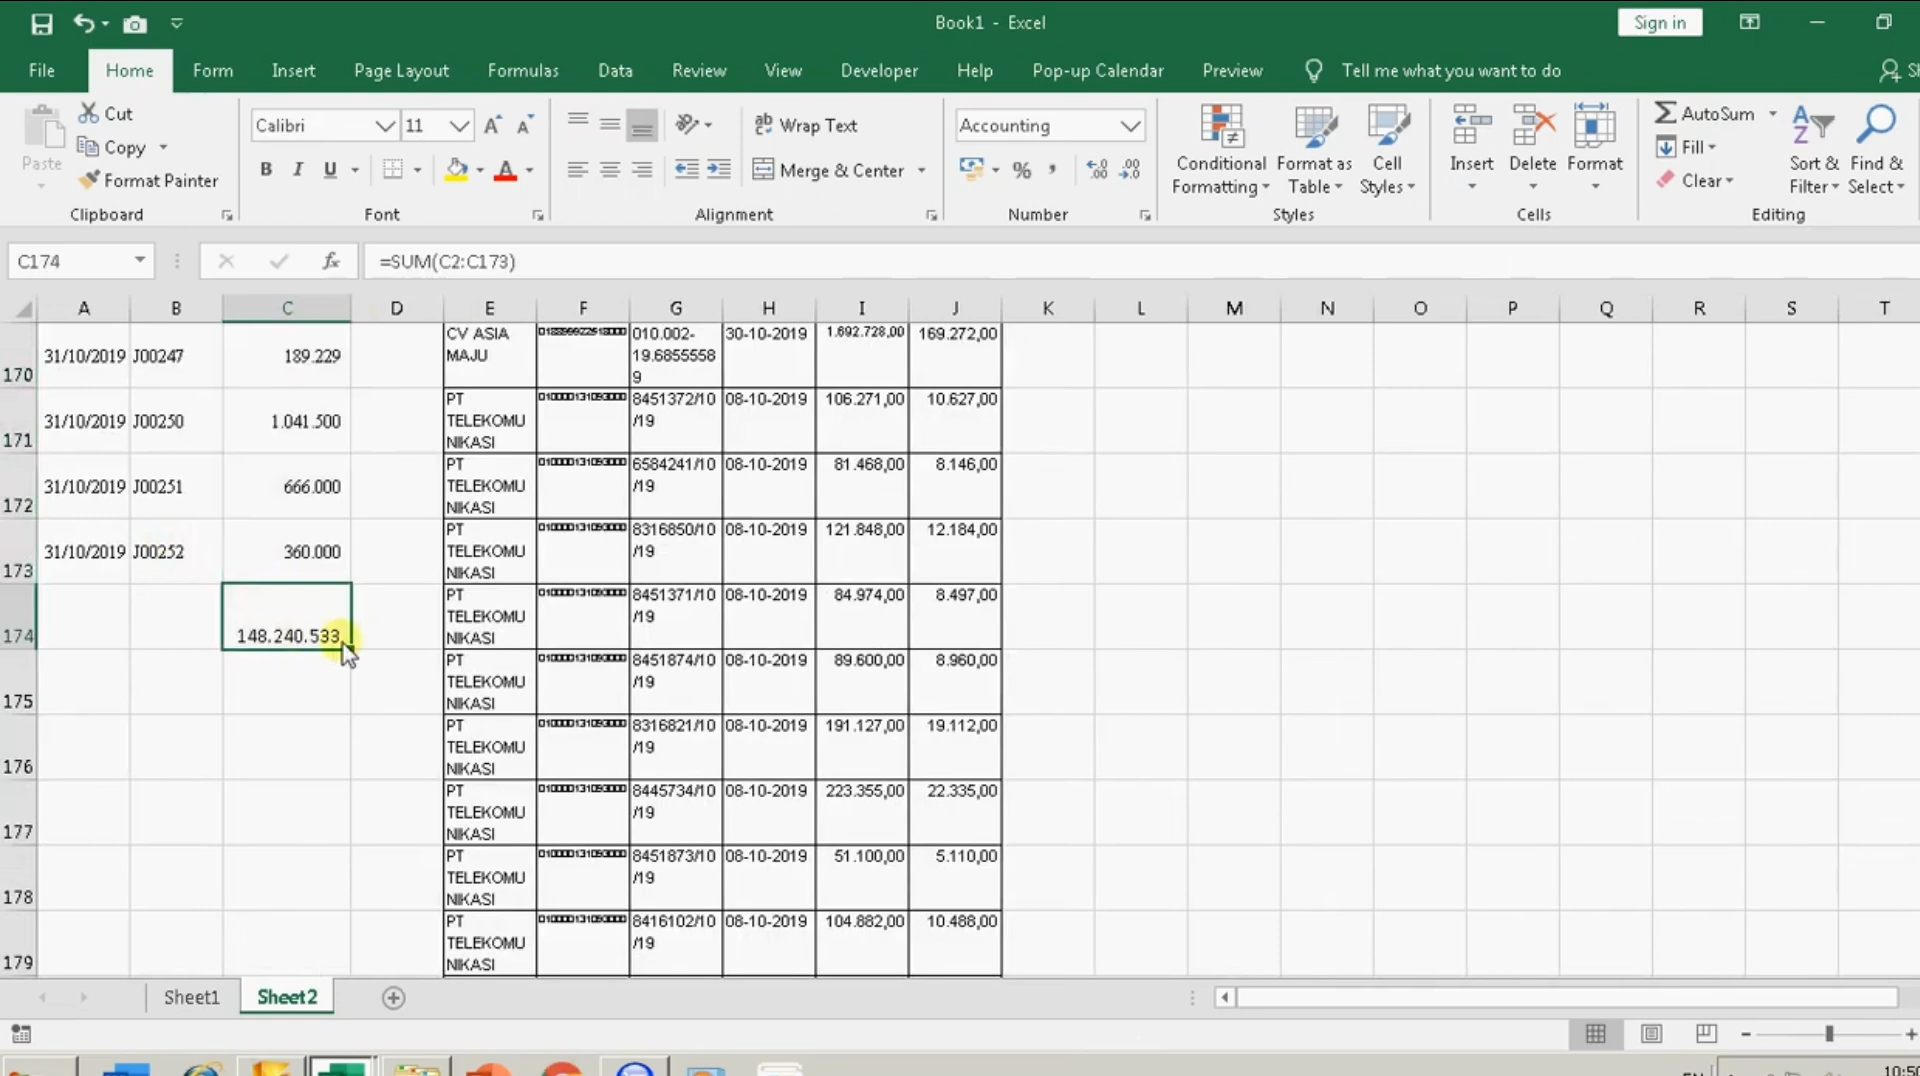 Book1 - Excel
Sign in
File Home Form Insert Page Layout Formulas Data Review View Developer Help Pop-up Calendar Preview Tell me what you want to do
Paste
Cut
Copy
Format Painter
Clipboard
Calibri 11
B I U
Font
Wrap Text
Merge & Center
Alignment
Accounting
Number
Conditional Formatting
Format as Table
Cell Styles
Styles
Insert Delete Format
Cells
AutoSum
Fill
Clear
Sort & Filter
Find & Select
Editing
C174 fx =SUM(C2:C173)
A B C D E F G H I J K L M N O P Q R S T
170 31/10/2019 J00247 189.229 CV ASIA MAJU 010.002-19.68555589 30-10-2019 1.692.728,00 169.272,00
171 31/10/2019 J00250 1.041.500 PT TELEKOMUNIKASI 8451372/10/19 08-10-2019 106.271,00 10.627,00
172 31/10/2019 J00251 666.000 PT TELEKOMUNIKASI 6584241/10/19 08-10-2019 81.468,00 8.146,00
173 31/10/2019 J00252 360.000 PT TELEKOMUNIKASI 8316850/10/19 08-10-2019 121.848,00 12.184,00
174 148.240.533 PT TELEKOMUNIKASI 8451371/10/19 08-10-2019 84.974,00 8.497,00
175 PT TELEKOMUNIKASI 8451874/10/19 08-10-2019 89.600,00 8.960,00
176 PT TELEKOMUNIKASI 8316821/10/19 08-10-2019 191.127,00 19.112,00
177 PT TELEKOMUNIKASI 8445734/10/19 08-10-2019 223.355,00 22.335,00
178 PT TELEKOMUNIKASI 8451873/10/19 08-10-2019 51.100,00 5.110,00
179 PT TELEKOMUNIKASI 8416102/10/19 08-10-2019 104.882,00 10.488,00
Sheet1 Sheet2